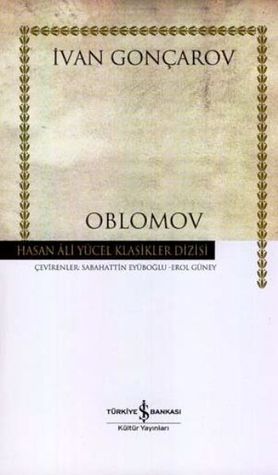 İVAN GONÇAROV
OBLOMOV
HASAN ÂLİ YÜCEL KLASİKLER DİZİSİ
ÇEVİRENLER: SABAHATTİN EYÜBOĞLU -EROL GÜNEY
TÜRKİYE İŞ BANKASI
Kültür Yayınları